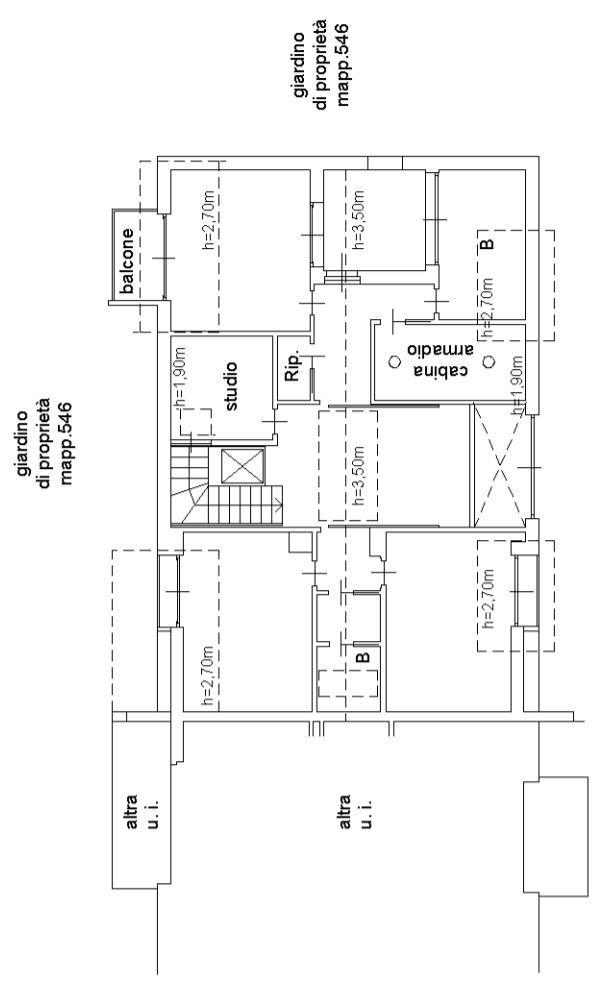 giardino
di proprietà
mapp.546
giardino
di proprietà
mapp.546
balcone
h=2,70m
h=3,50m
B
h=2,70m
h=1,90m
studio
Rip.
cabina
armadio
h=1,90m
h=3,50m
h=2,70m
B
h=2,70m
altra
u. i.
altra
u. i.